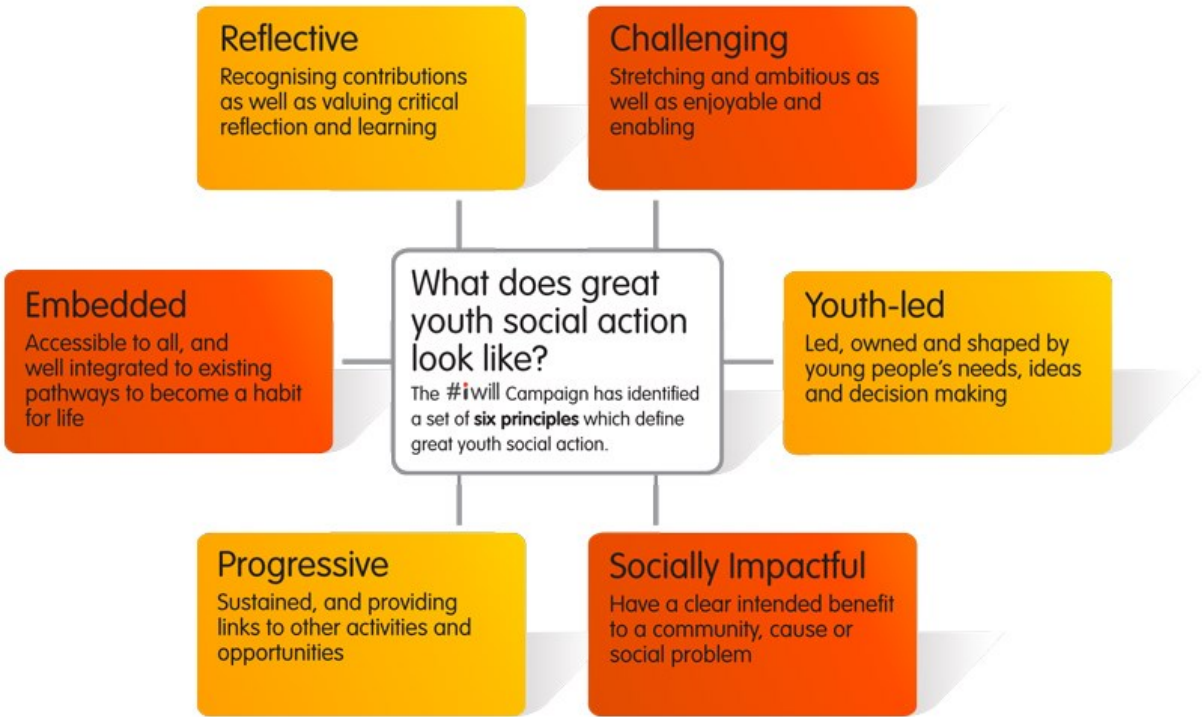 Reflective
Recognising contributions
as well as valuing critical
reflection and learning
Challenging
Stretching and ambitious as
well as enjoyable and
enabling
Embedded
Accessible to all, and
well integrated to existing
pathways to become a habit
for life
What does great
youth social action
look like?
The #iwill Campaign has identified
a set of six principles which define
great youth social action.
Youth-led
Led, owned and shaped by
young people's needs, ideas
and decision making
Progressive
Sustained, and providing
links to other activities and
opportunities
Socially Impactful
Have a clear intended benefit
to a community, cause or
social problem